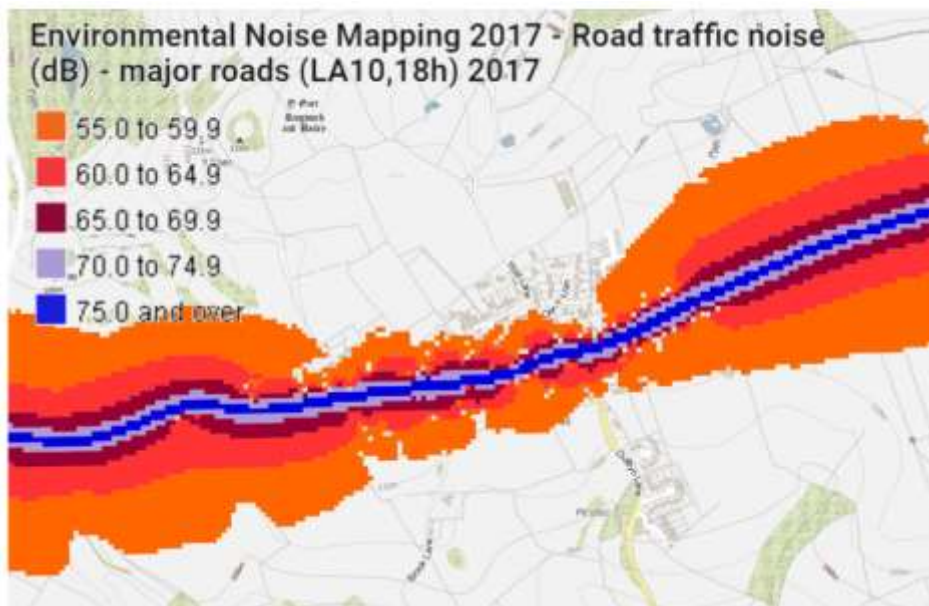 Environmental Noise Mapping 2017 - Road traffic noise
(dB) - major roads (LA10,18h) 2017
55.0 to 59.9
60.0 to 64.9
65.0 to 69.9
70.0 to 74.9
75.0 and over